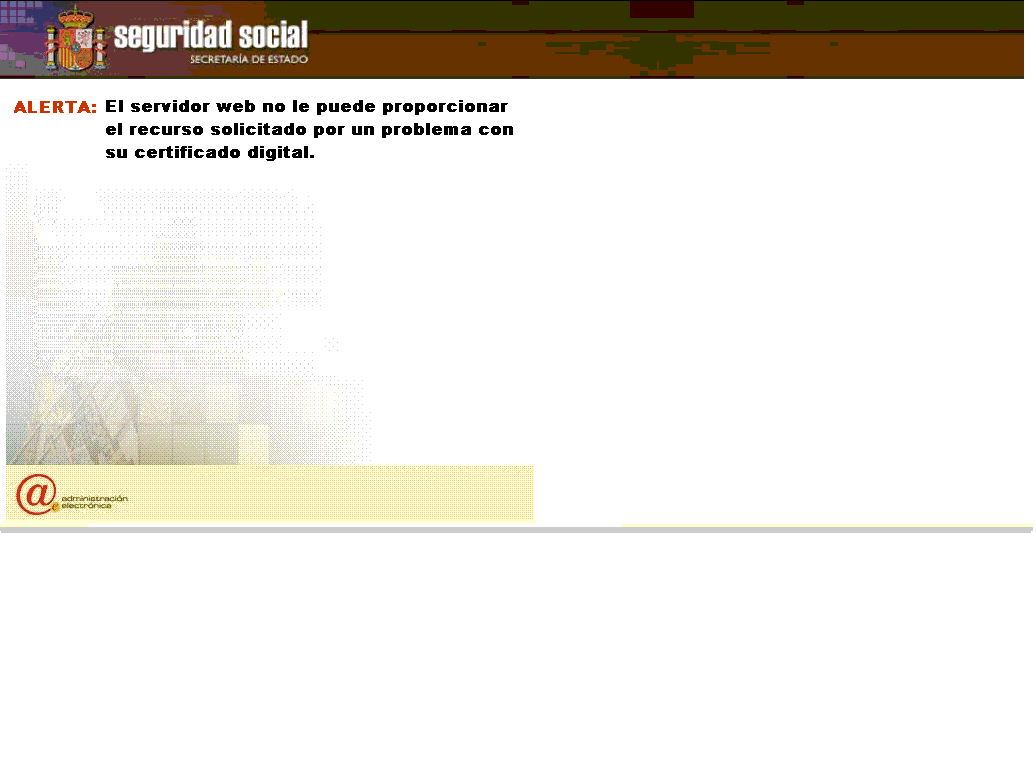 seguridad social
SECRETARÍA DE ESTADO
ALERTA: El servidor web no le puede proporcionar
el recurso solicitado por un problema con
su certificado digital.
@e administración
electrónica